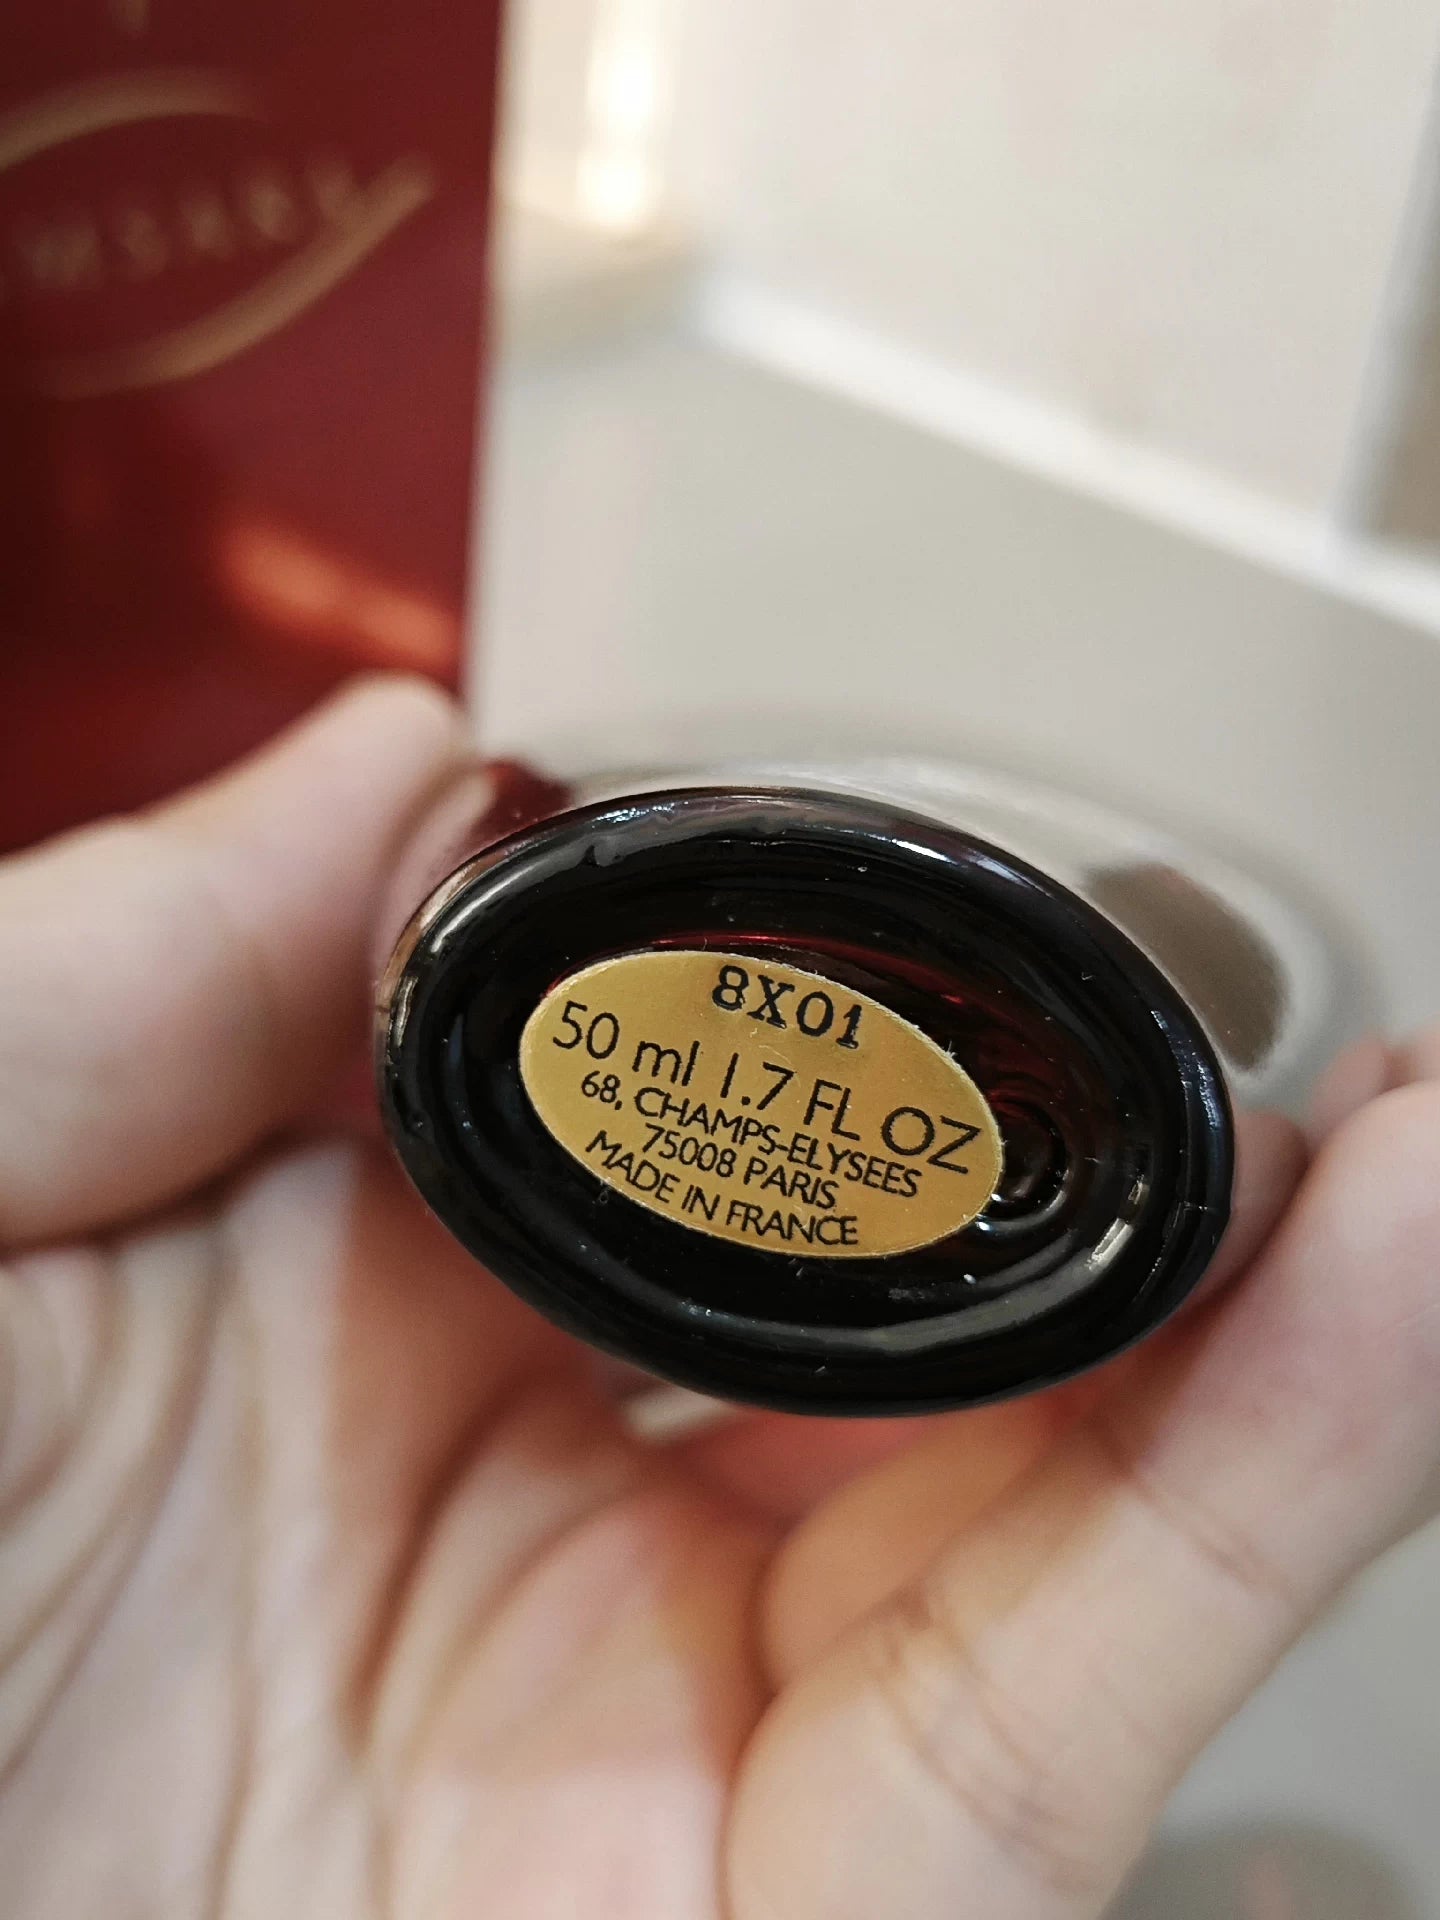 8X01
50 ml 1.7 FL OZ
68, CHAMPS-ELYSEES
75008 PARIS
MADE IN FRANCE